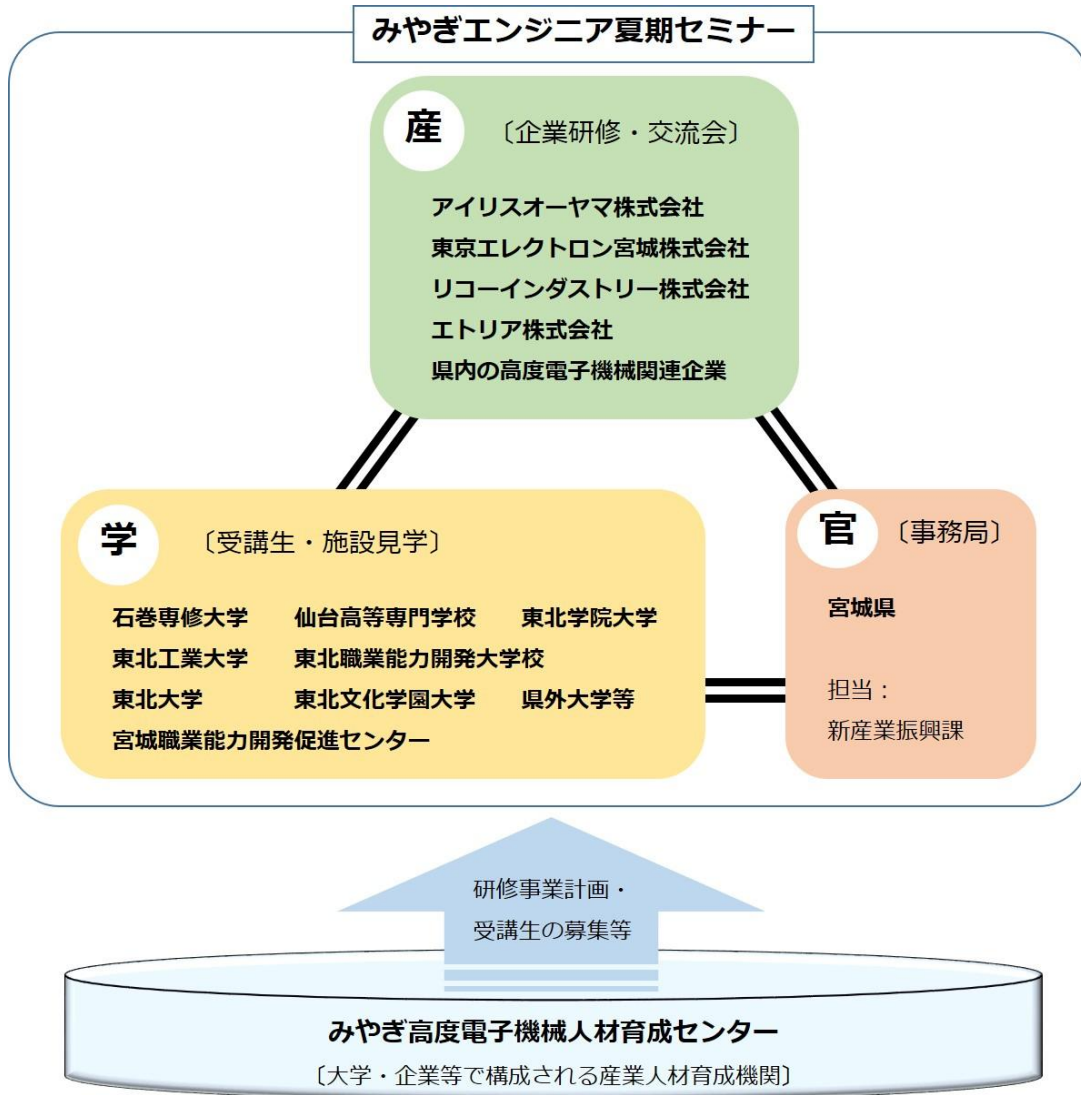 みやぎエンジニア夏期セミナー
産
〔企業研修・交流会〕
アイリスオーヤマ株式会社
東京エレクトロン宮城株式会社
リコーインダストリー株式会社
エトリア株式会社
県内の高度電子機械関連企業
学
〔受講生・施設見学〕
石巻専修大学 仙台高等専門学校 東北学院大学
東北工業大学 東北職業能力開発大学校
東北大学 東北文化学園大学 県外大学等
宮城職業能力開発促進センター
官
〔事務局〕
宮城県
担当：
新産業振興課
研修事業計画・
受講生の募集等
みやぎ高度電子機械人材育成センター
〔大学・企業等で構成される産業人材育成機関〕